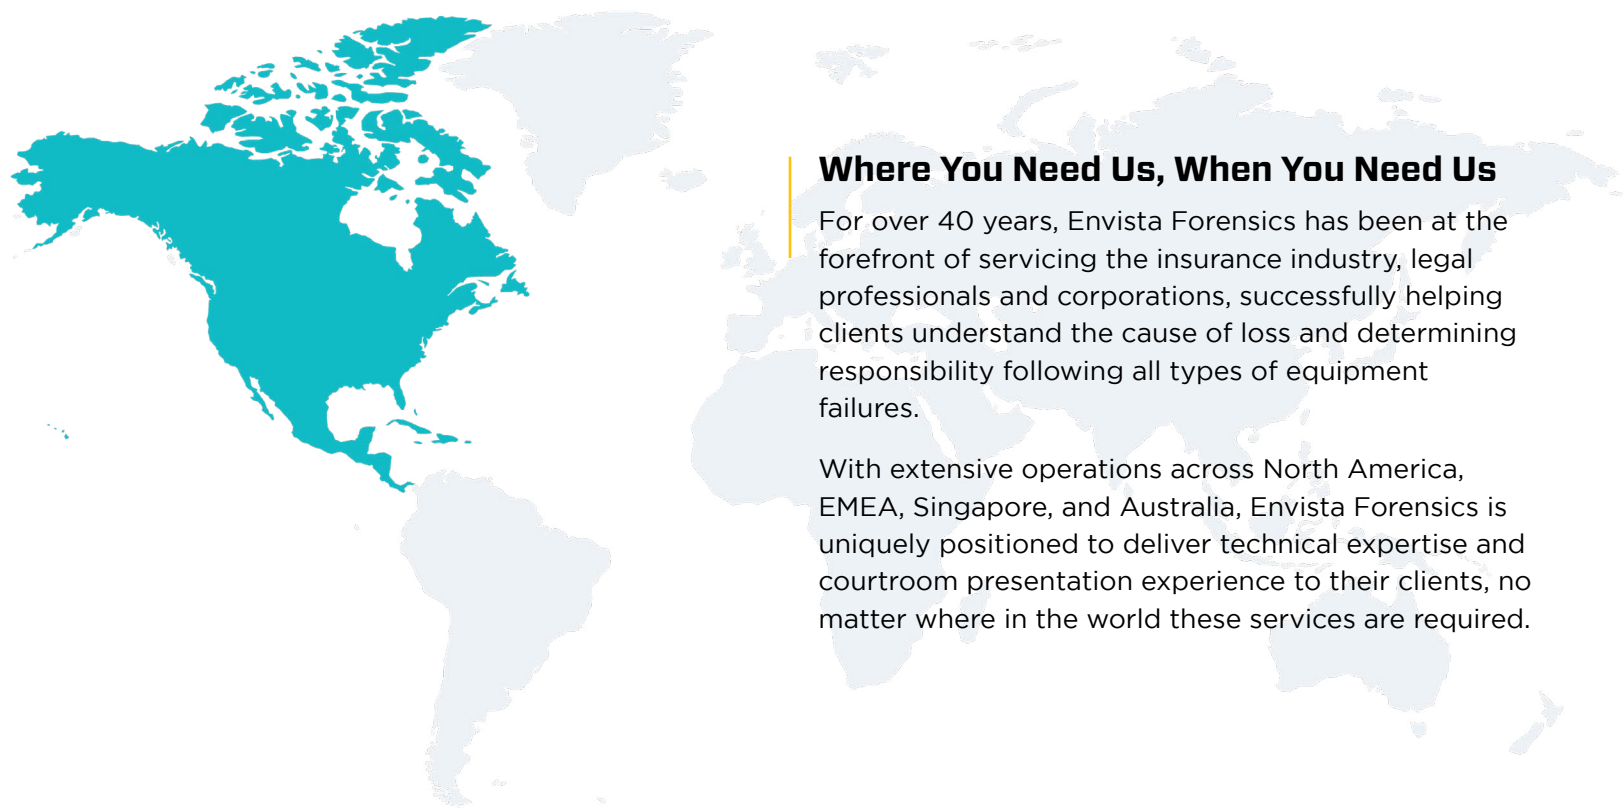 Where You Need Us, When You Need Us
For over 40 years, Envista Forensics has been at the
forefront of servicing the insurance industry, legal
professionals and corporations, successfully helping
clients understand the cause of loss and determining
responsibility following all types of equipment
failures.
With extensive operations across North America,
EMEA, Singapore, and Australia, Envista Forensics is
uniquely positioned to deliver technical expertise and
courtroom presentation experience to their clients, no
matter where in the world these services are required.